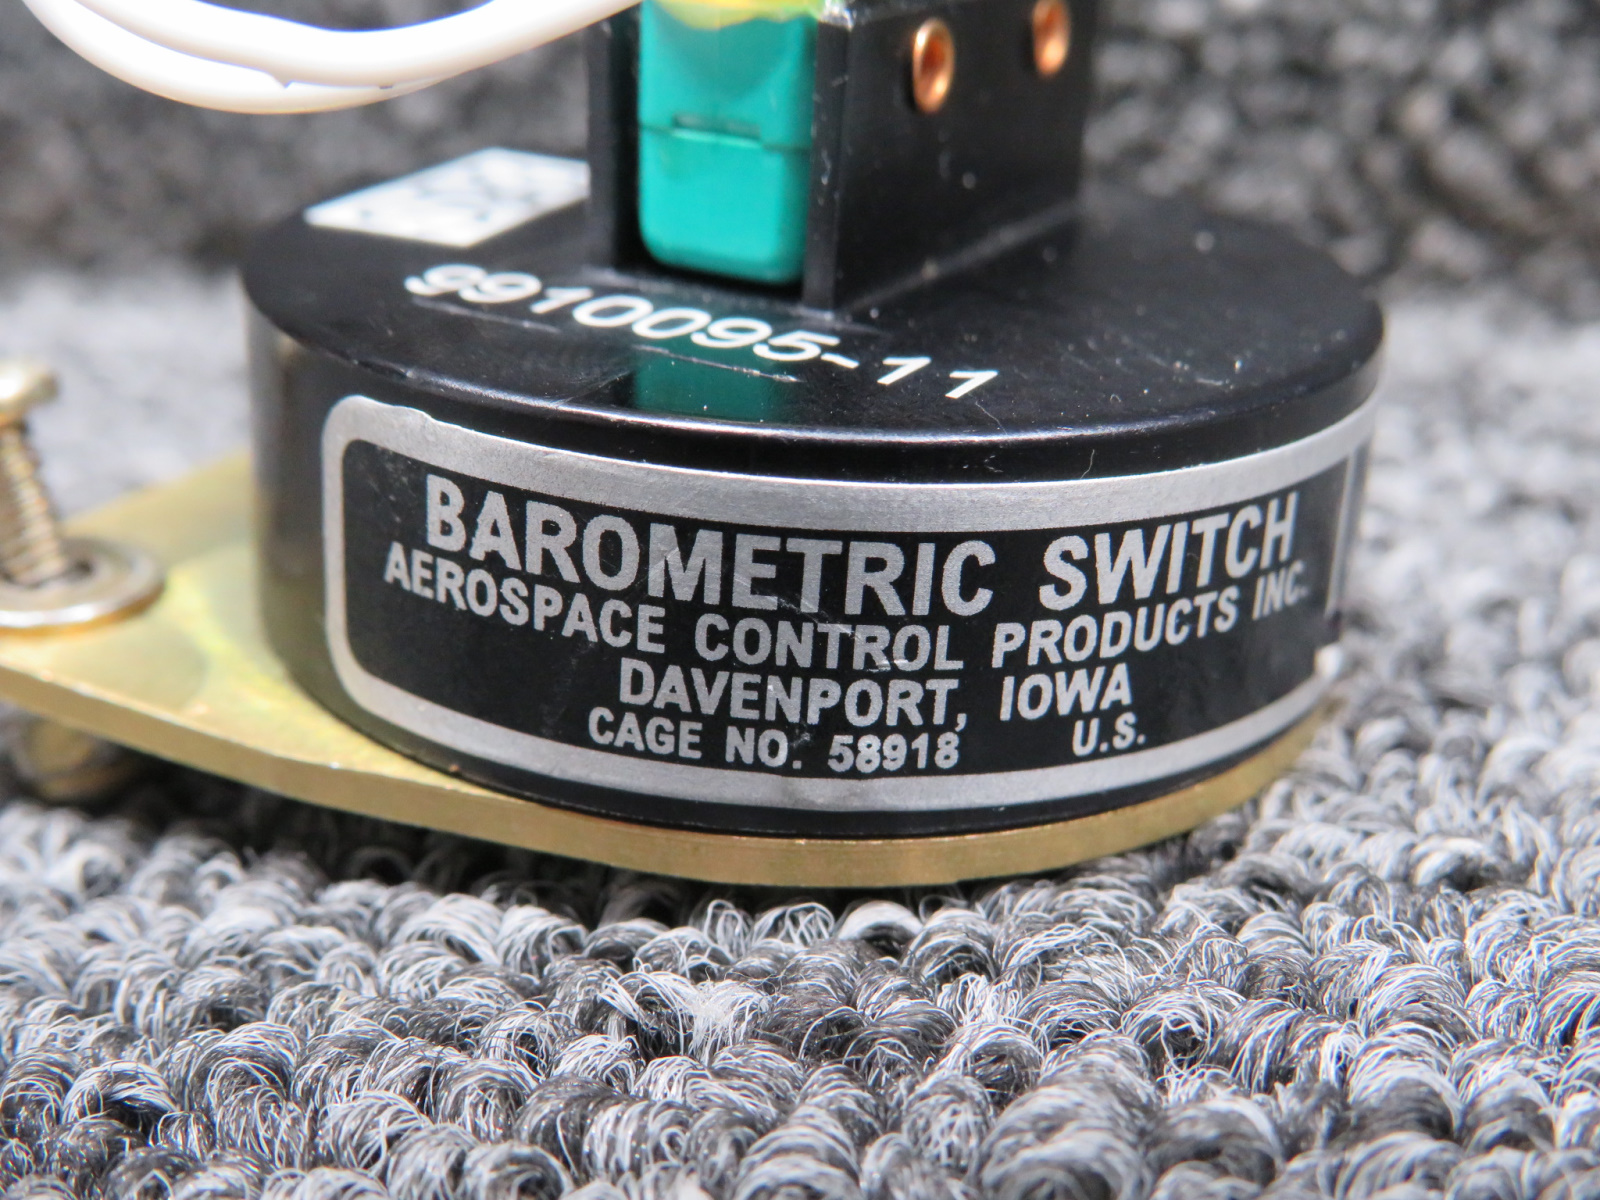 9910095-11
BAROMETRIC SWITCH
AEROSPACE CONTROL PRODUCTS INC.
DAVENPORT, IOWA
CAGE NO. 58918 U.S.